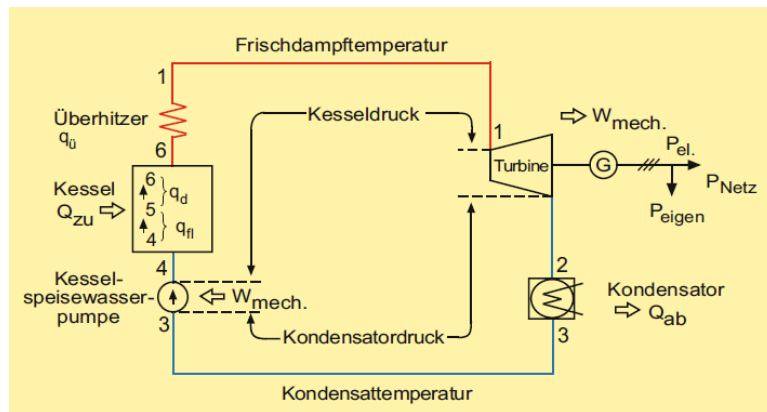 Frischdampftemperatur
1
Überhitzer
qü
6
Kesseldruck
1
Wmech.
Turbine
G
Pel.
PNetz
Peigen
Kessel
Qzu
6
qd
5
qfl
4
4
Kessel-
speisewasser-
pumpe
Wmech.
3
Kondensatordruck
2
Kondensator
Qab
3
Kondensattemperatur